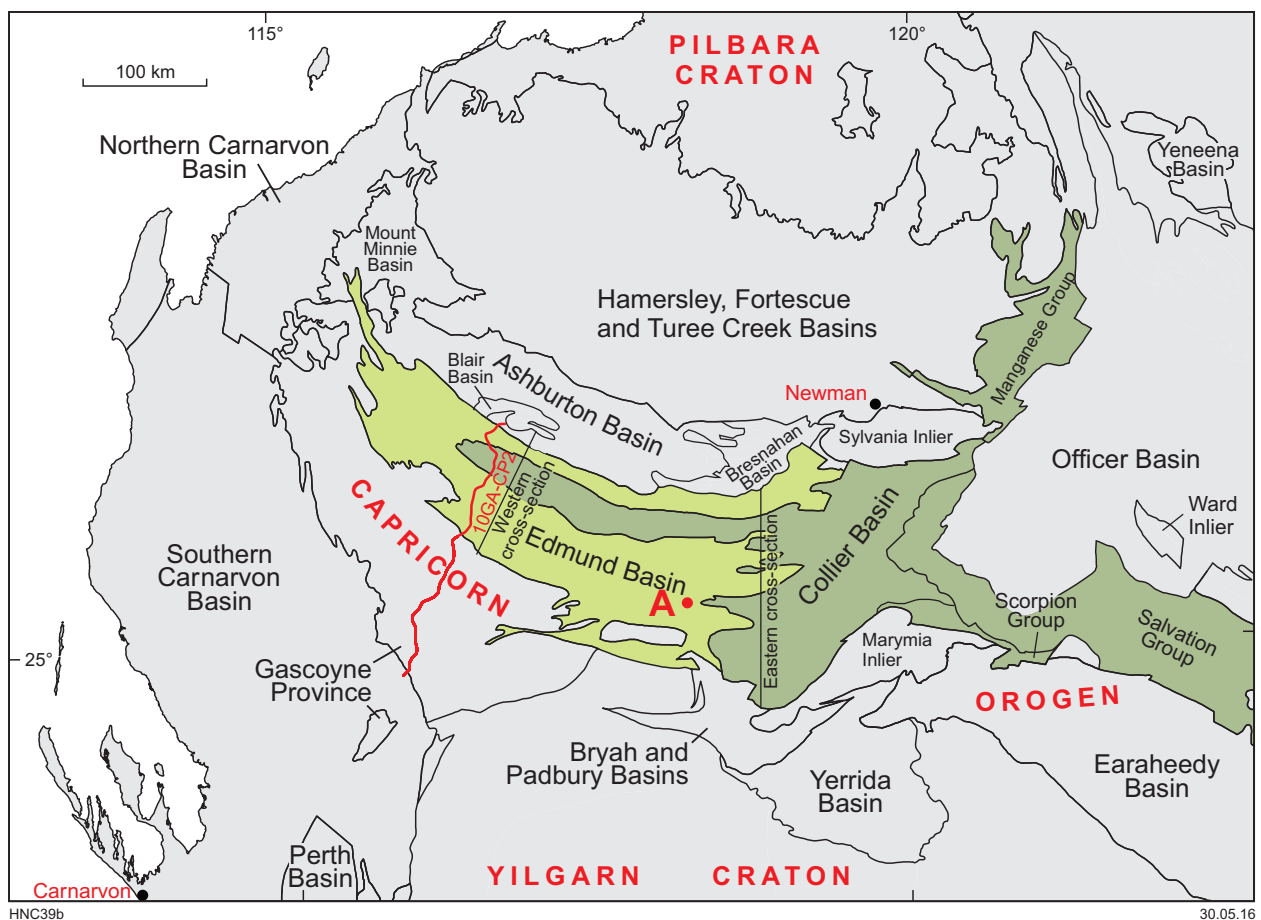 115°
120°
PILBARA
CRATON
100 km
Northern Carnarvon
Basin
Yeneena
Basin
Mount
Minnie
Basin
Hamersley, Fortescue
and Turee Creek Basins
Manganese Group
Blair
Basin
Ashburton Basin
Newman
Sylvania Inlier
Bresnahan
Basin
Officer Basin
10GA-CP2
Western
cross-section
Ward
Inlier
CAPRICORN
Edmund Basin
Eastern cross-section
Collier Basin
Southern
Carnarvon
Basin
A
Scorpion
Group
Salvation
Group
Marymia
Inlier
25°
Gascoyne
Province
OROGEN
Bryah and
Padbury Basins
Yerrida
Basin
Earaheedy
Basin
Perth
Basin
YILGARN CRATON
Carnarvon
HNC39b
30.05.16